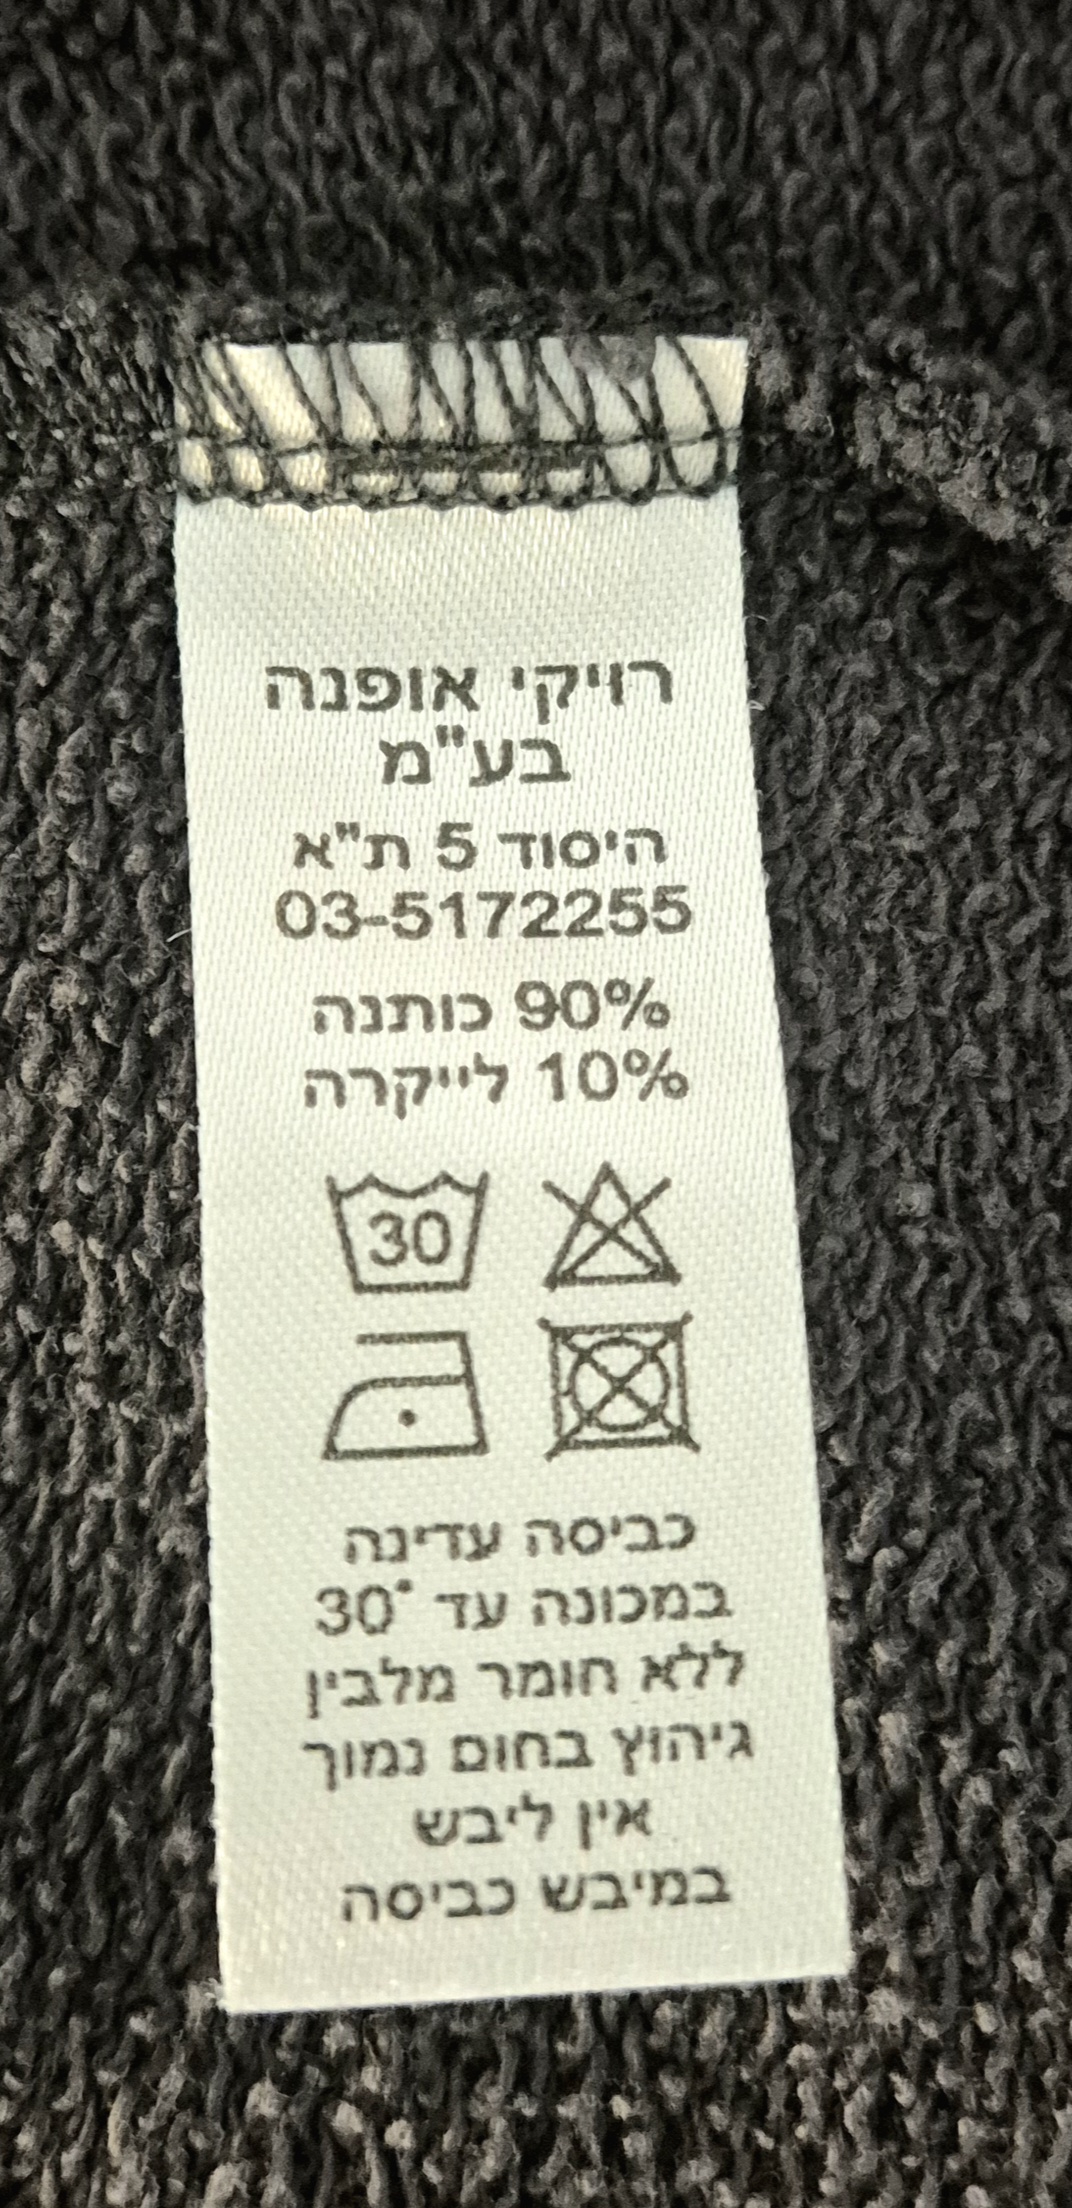 רויקי אופנה
בע"מ
היסוד 5 ת"א
03-5172255
90% כותנה
10% לייקרה
30
כביסה עדינה
במכונה עד 30°
ללא חומר מלבין
גיהוץ בחום נמוך
אין ליבש
במיבש כביסה